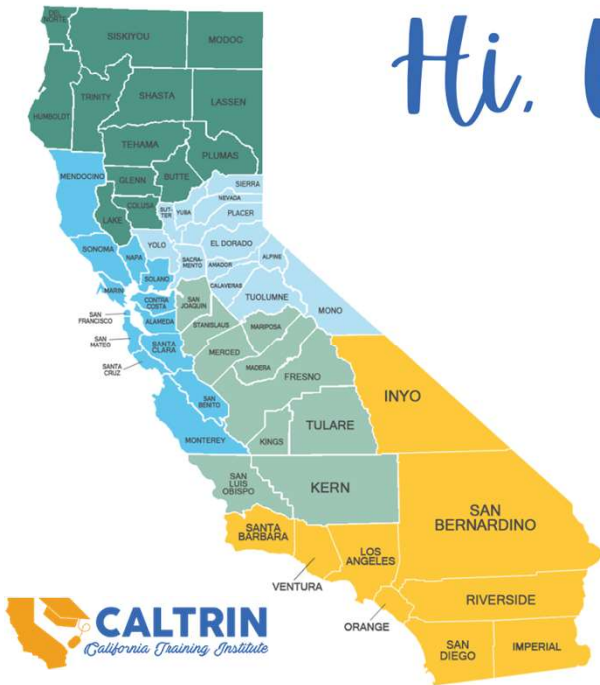 Hi,
DEL
NORTE
SISKIYOU
MODOC
HUMBOLDT
TRINITY
SHASTA
LASSEN
TEHAMA
PLUMAS
MENDOCINO
GLENN
BUTTE
SIERRA
NEVADA
COLUSA
LAKE
SUT-
TER
YUBA
PLACER
SONOMA
NAPA
YOLO
EL DORADO
ALPINE
SACRA-
MENTO
AMADOR
SOLANO
MARIN
CALAVERAS
TUOLUMNE
MONO
CONTRA
COSTA
SAN
JOAQUIN
SAN
FRANCISCO
ALAMEDA
STANISLAUS
MARIPOSA
SAN
MATEO
SANTA
CLARA
MERCED
SANTA
CRUZ
MADERA
FRESNO
SAN
BENITO
INYO
TULARE
MONTEREY
KINGS
SAN
LUIS
OBISPO
KERN
SAN
BERNARDINO
SANTA
BARBARA
LOS
ANGELES
VENTURA
RIVERSIDE
ORANGE
SAN
DIEGO
IMPERIAL
CALTRIN
California Training Institute